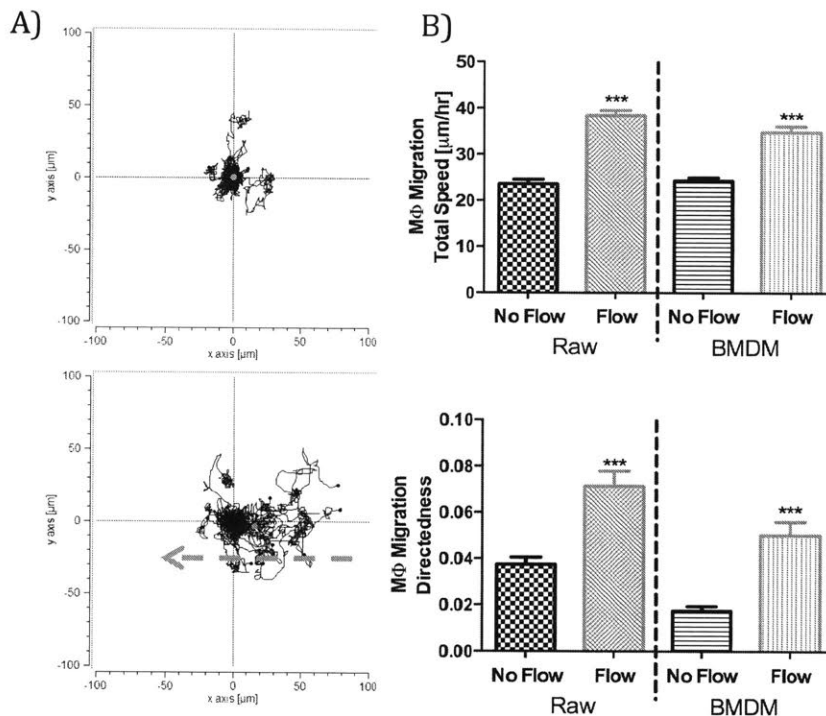 A)
100
50
y axis [µm]
0
-50
-100
-100 -50 0 50 100
x axis [µm]
100
50
y axis [µm]
0
-50
-100
-100 -50 0 50 100
x axis [µm]
B)
MΦ Migration
Total Speed [µm/hr]
50
40
30
20
10
0
***
***
No Flow Flow No Flow Flow
Raw BMDM
MΦ Migration
Directedness
0.10
0.08
0.06
0.04
0.02
0.00
***
***
No Flow Flow No Flow Flow
Raw BMDM